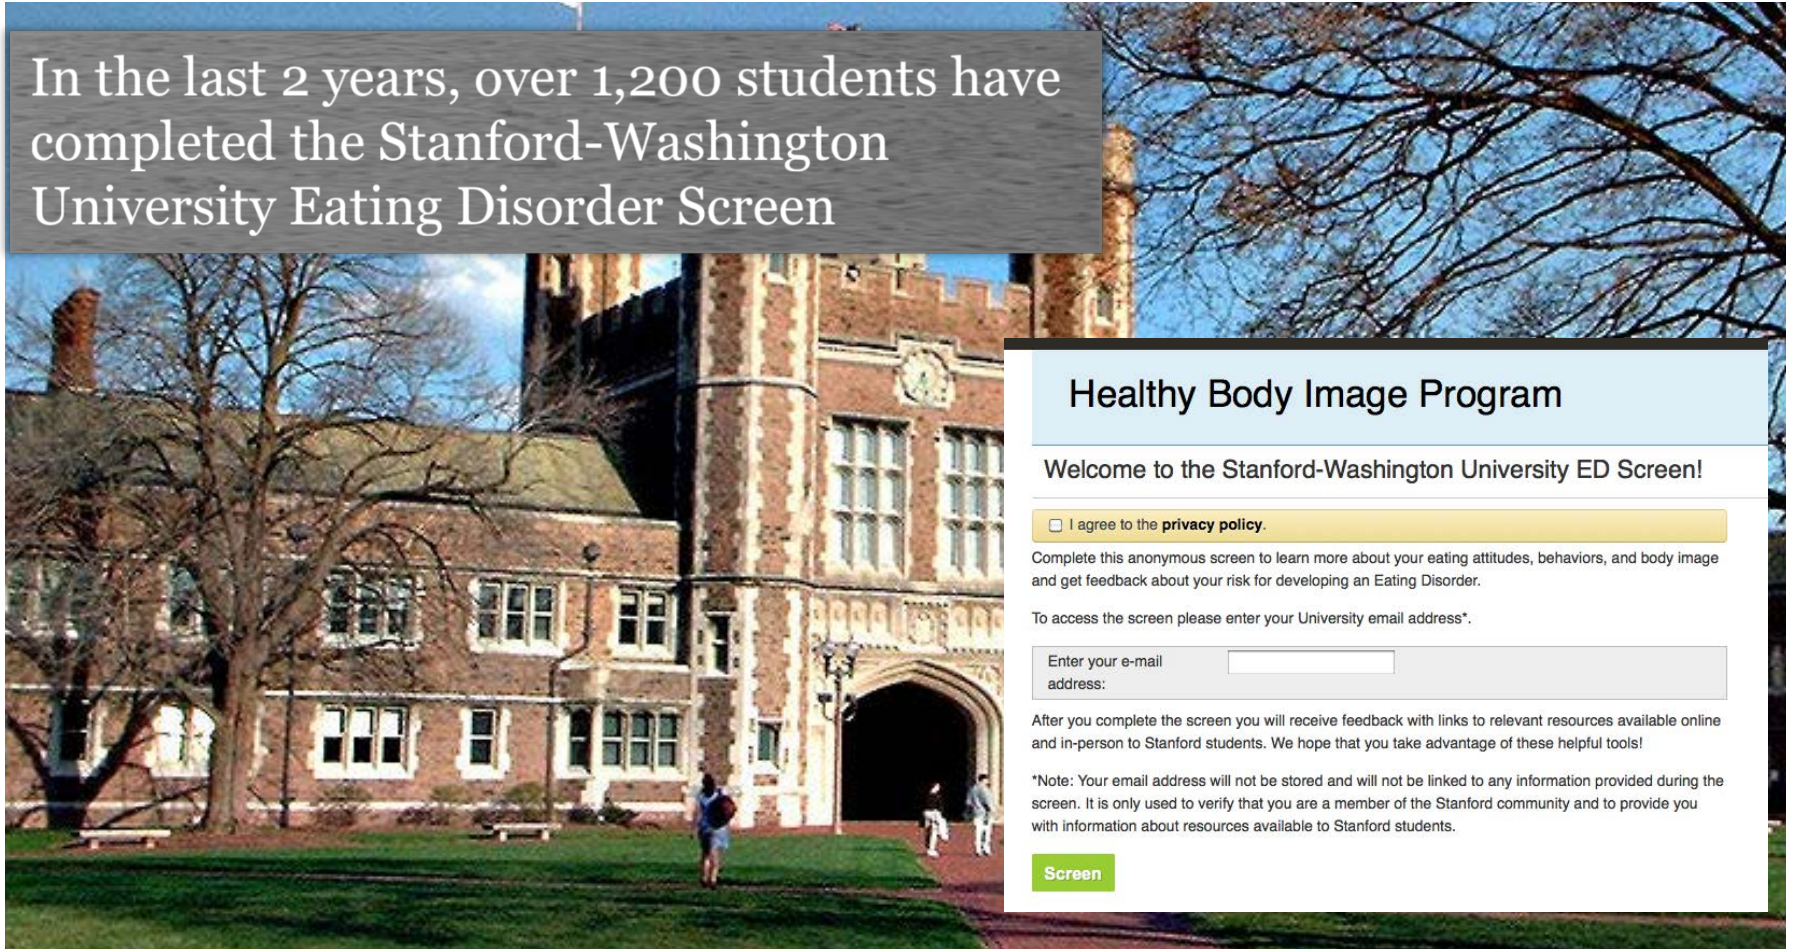 In the last 2 years, over 1,200 students have
completed the Stanford-Washington
University Eating Disorder Screen
Healthy Body Image Program
Welcome to the Stanford-Washington University ED Screen!
I agree to the privacy policy.
Complete this anonymous screen to learn more about your eating attitudes, behaviors, and body image
and get feedback about your risk for developing an Eating Disorder.
To access the screen please enter your University email address*.
Enter your e-mail
address:
After you complete the screen you will receive feedback with links to relevant resources available online
and in-person to Stanford students. We hope that you take advantage of these helpful tools!
*Note: Your email address will not be stored and will not be linked to any information provided during the
screen. It is only used to verify that you are a member of the Stanford community and to provide you
with information about resources available to Stanford students.
Screen